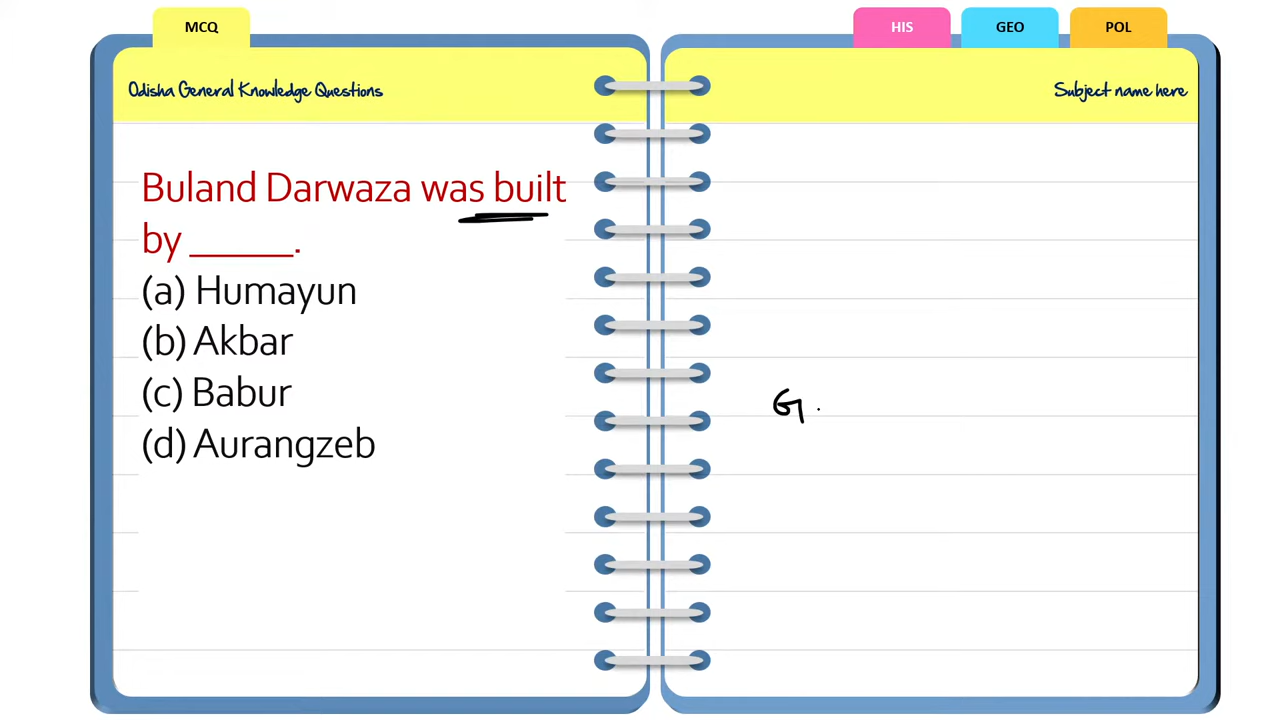 MCQ
HIS
GEO
POL
Odisha General Knowledge Questions
Subject name here
Buland Darwaza was built
by ______.
(a) Humayun
(b) Akbar
(c) Babur
(d) Aurangzeb
G